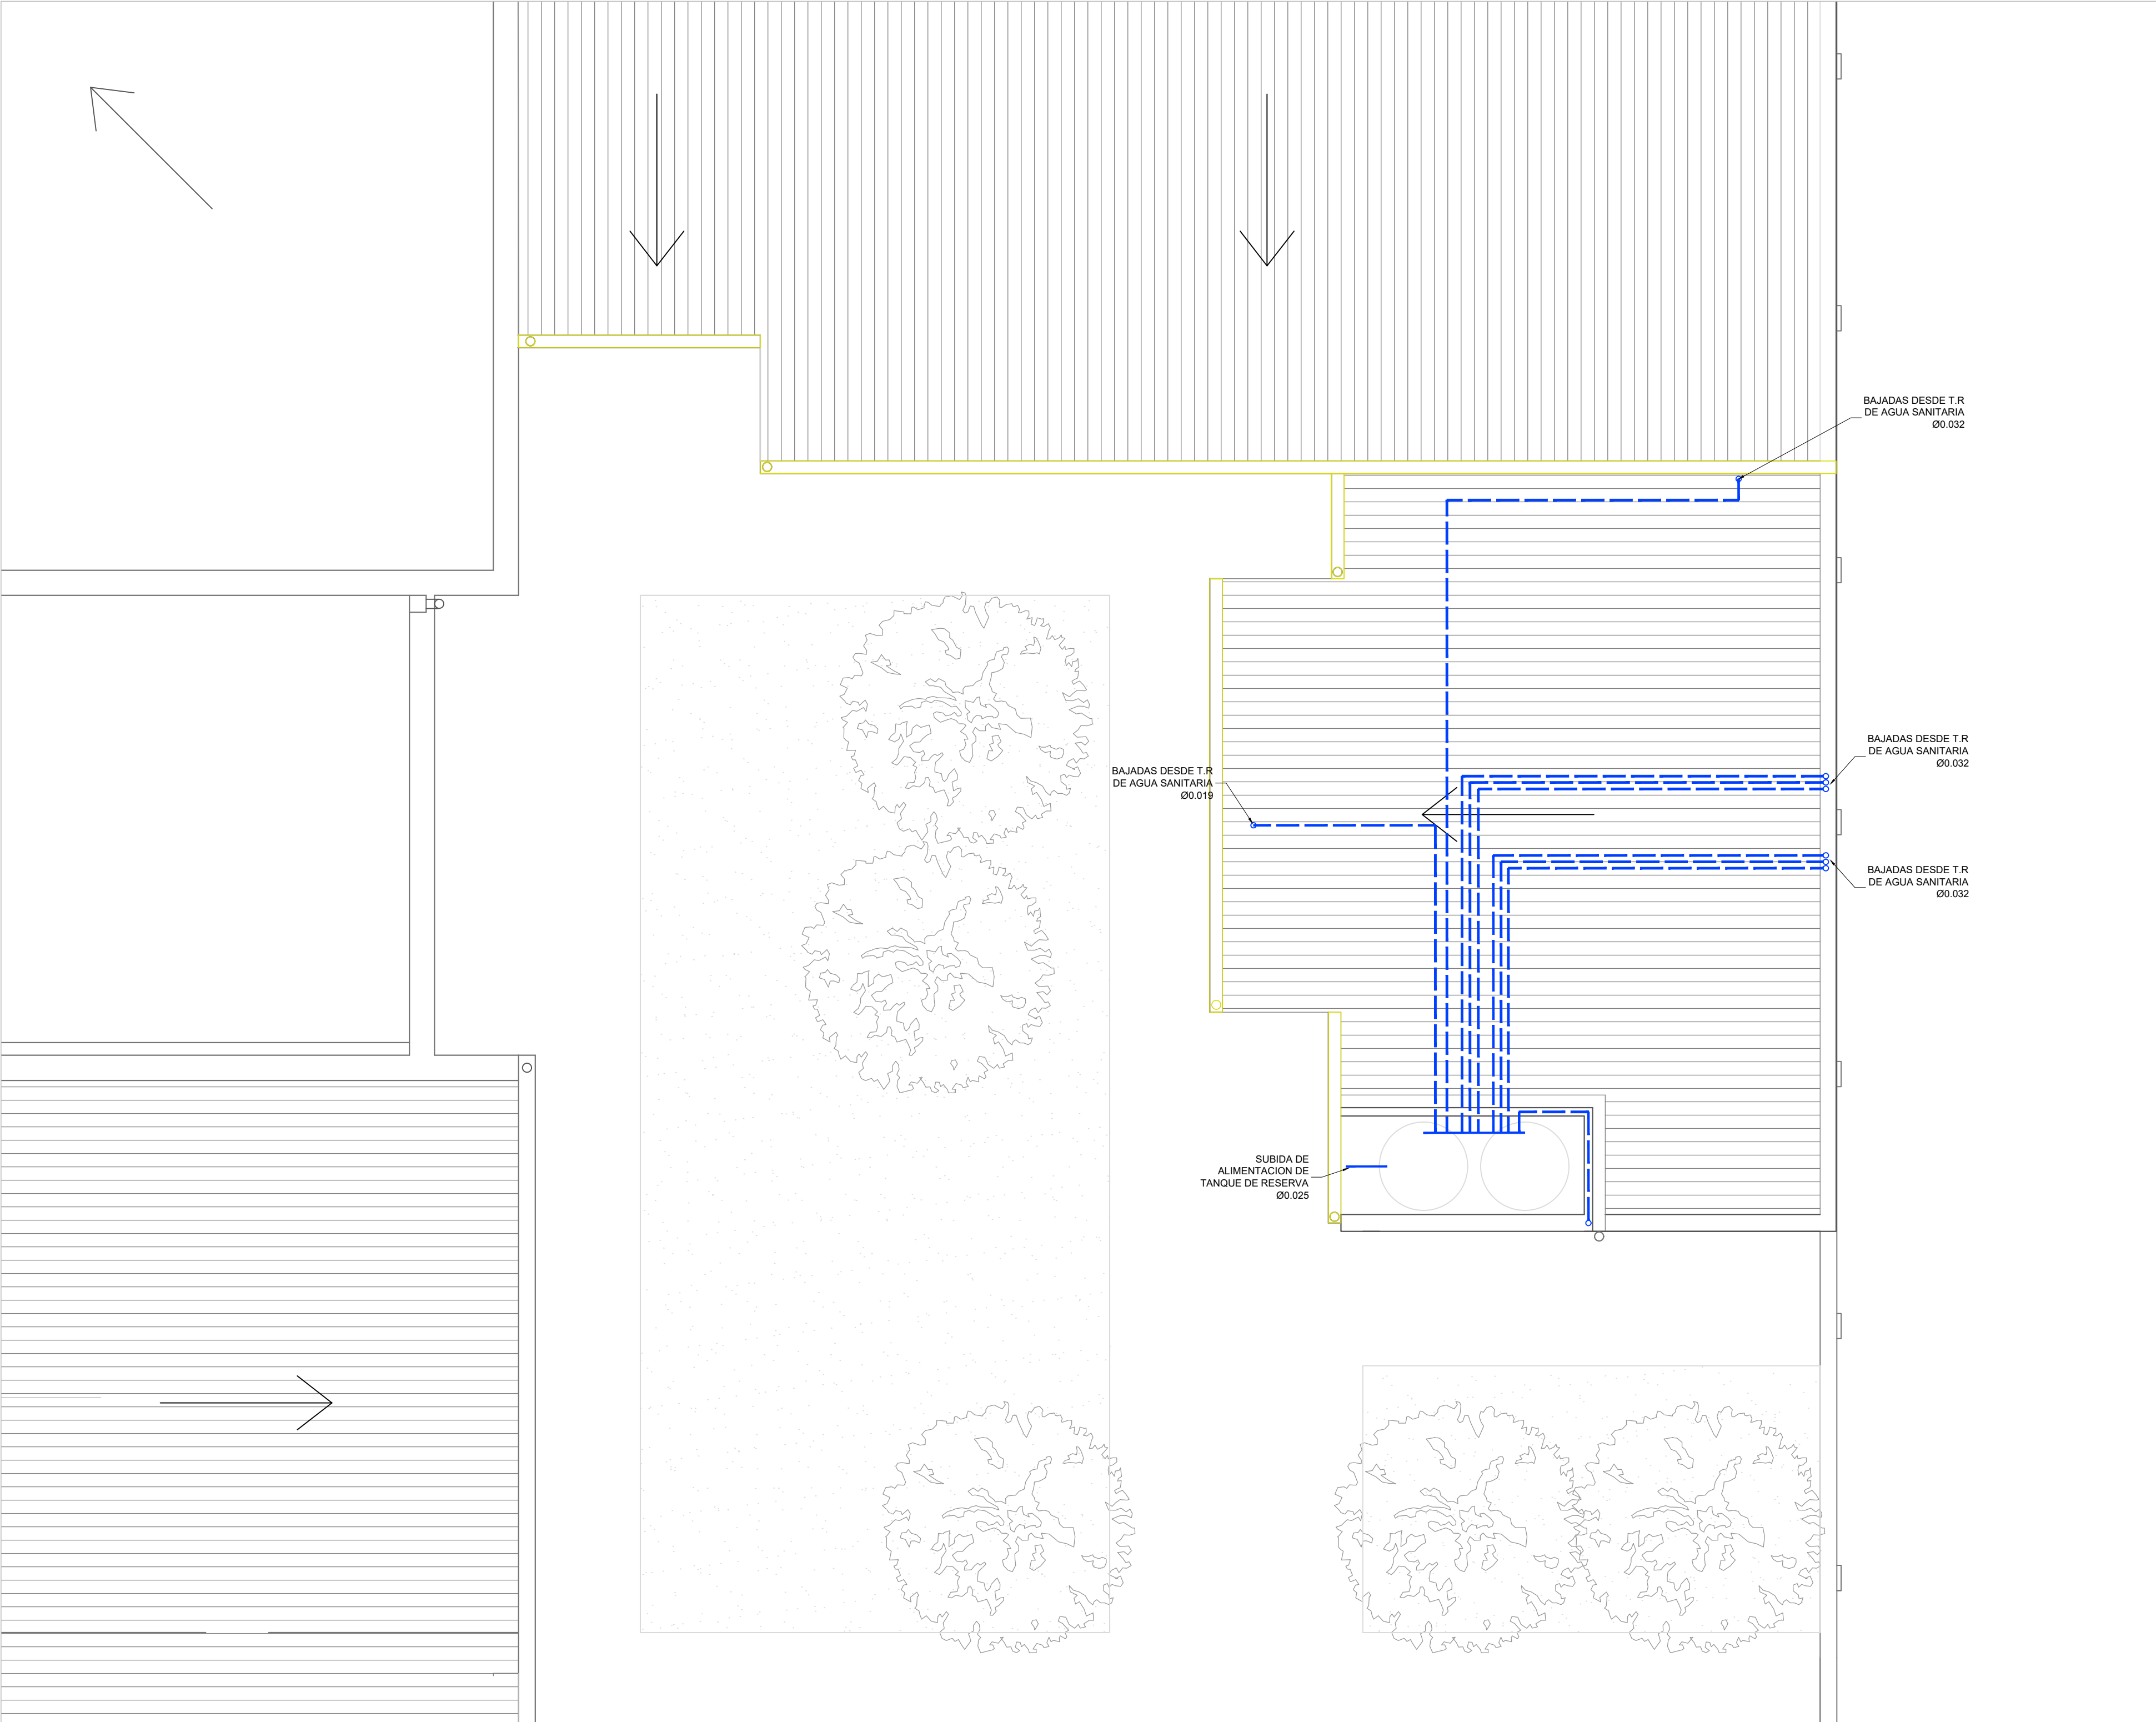 BAJADAS DESDE T.R
DE AGUA SANITARIA
Ø0.032
BAJADAS DESDE T.R
DE AGUA SANITARIA
Ø0.032
BAJADAS DESDE T.R
DE AGUA SANITARIA
Ø0.019
BAJADAS DESDE T.R
DE AGUA SANITARIA
Ø0.032
SUBIDA DE
ALIMENTACION DE
TANQUE DE RESERVA
Ø0.025